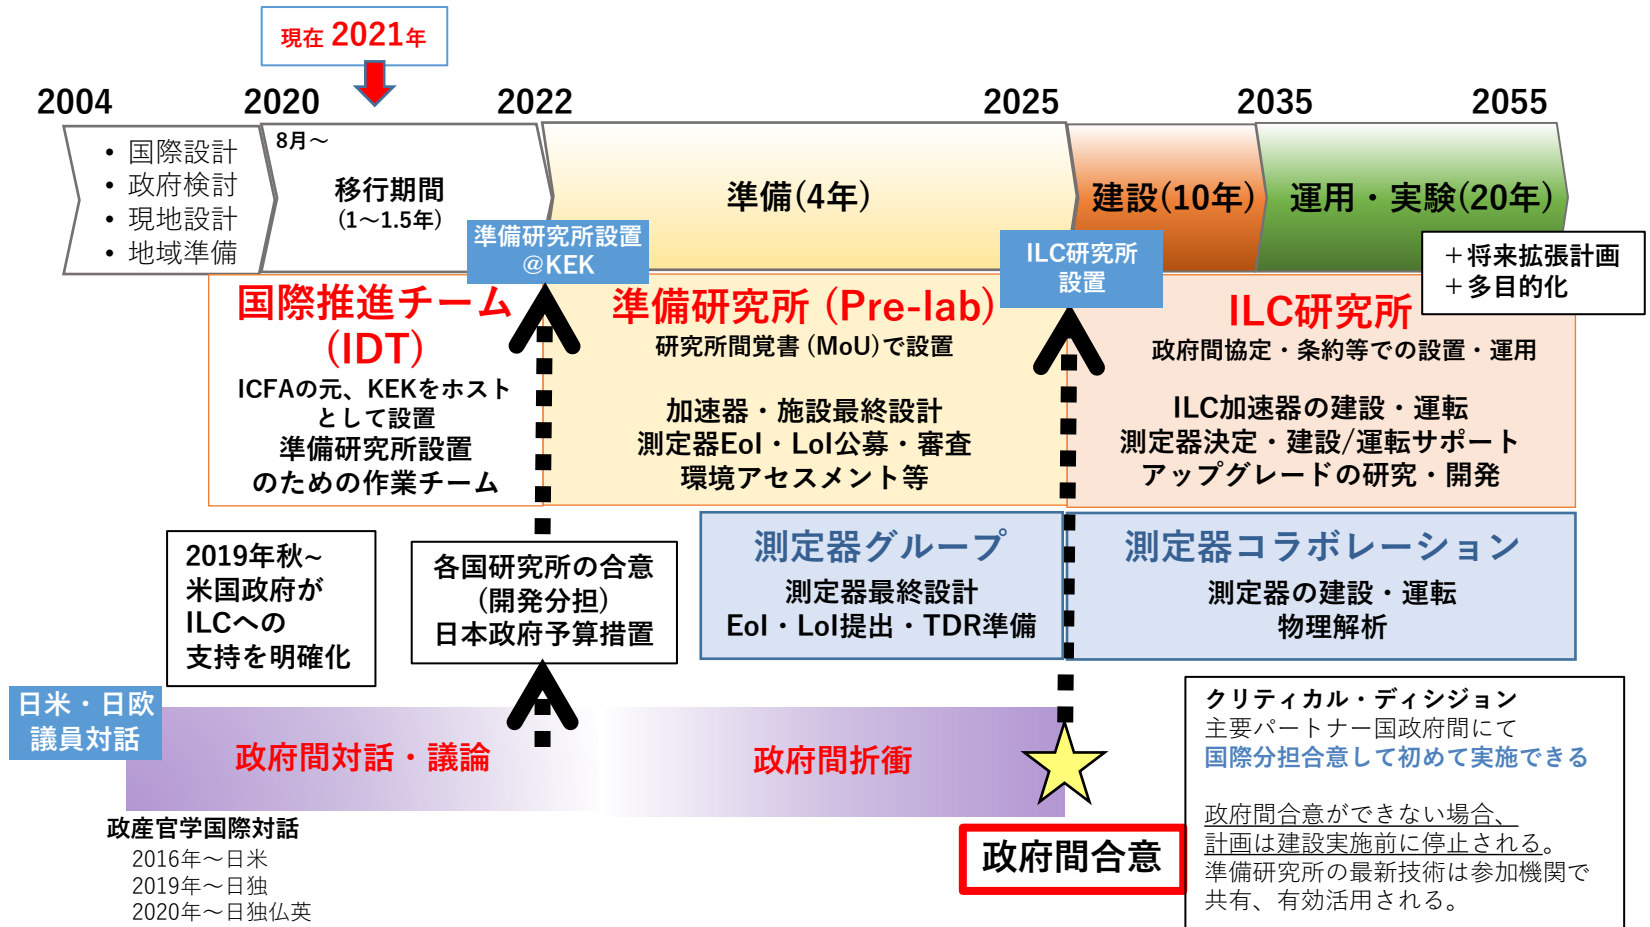 現在 2021年
2004
2020
2022
2025
2035
2055
• 国際設計
• 政府検討
• 現地設計
• 地域準備
8月～
移行期間
(1～1.5年)
準備(4年)
建設(10年)
運用・実験(20年)
準備研究所設置
@KEK
ILC研究所
設置
＋将来拡張計画
＋多目的化
国際推進チーム
(IDT)
ICFAの元、KEKをホスト
として設置
準備研究所設置
のための作業チーム
準備研究所 (Pre-lab)
研究所間覚書 (MoU)で設置
加速器・施設最終設計
測定器EoI・LoI公募・審査
環境アセスメント等
ILC研究所
政府間協定・条約等での設置・運用
ILC加速器の建設・運転
測定器決定・建設/運転サポート
アップグレードの研究・開発
2019年秋~
米国政府が
ILCへの
支持を明確化
各国研究所の合意
(開発分担)
日本政府予算措置
測定器グループ
測定器最終設計
EoI・LoI提出・TDR準備
測定器コラボレーション
測定器の建設・運転
物理解析
日米・日欧
議員対話
政府間対話・議論
政府間折衝
政府間合意
政産官学国際対話
2016年～日米
2019年～日独
2020年～日独仏英
クリティカル・ディシジョン
主要パートナー国政府間にて
国際分担合意して初めて実施できる
政府間合意ができない場合、
計画は建設実施前に停止される。
準備研究所の最新技術は参加機関で
共有、有効活用される。